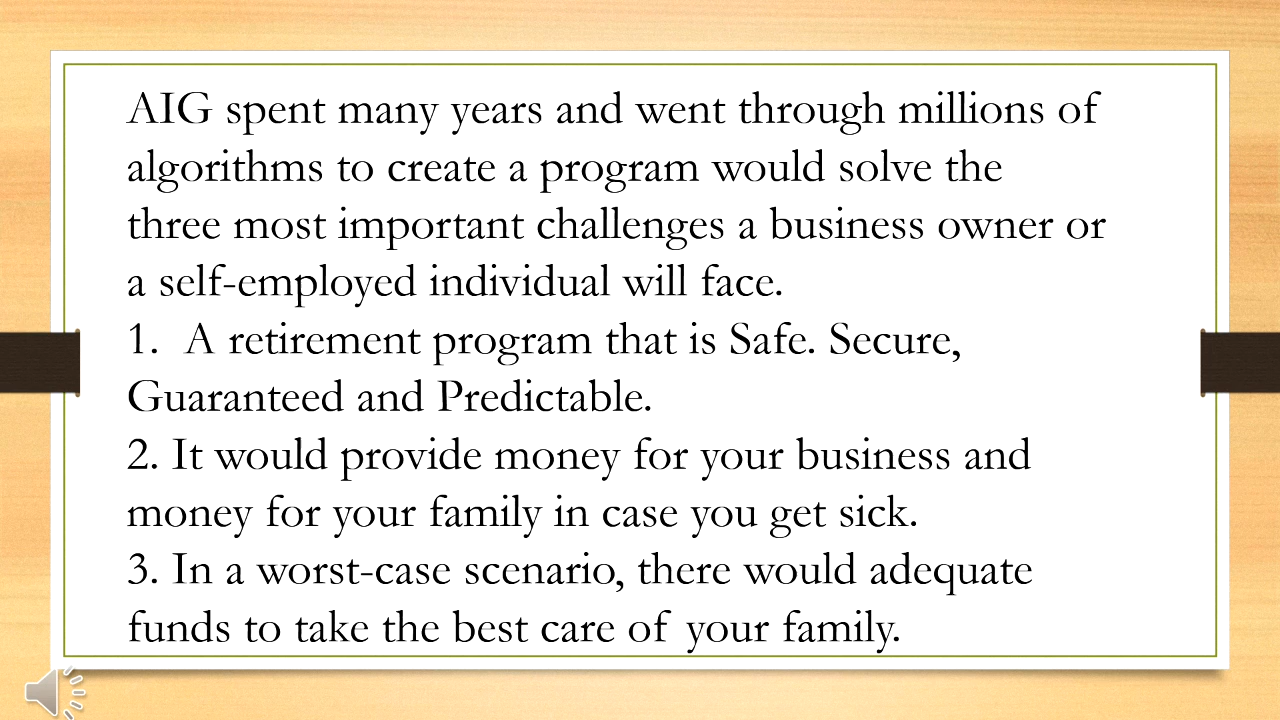 AIG spent many years and went through millions of
algorithms to create a program would solve the
three most important challenges a business owner or
a self-employed individual will face.
1.  A retirement program that is Safe. Secure,
Guaranteed and Predictable.
2. It would provide money for your business and
money for your family in case you get sick.
3. In a worst-case scenario, there would adequate
funds to take the best care of your family.